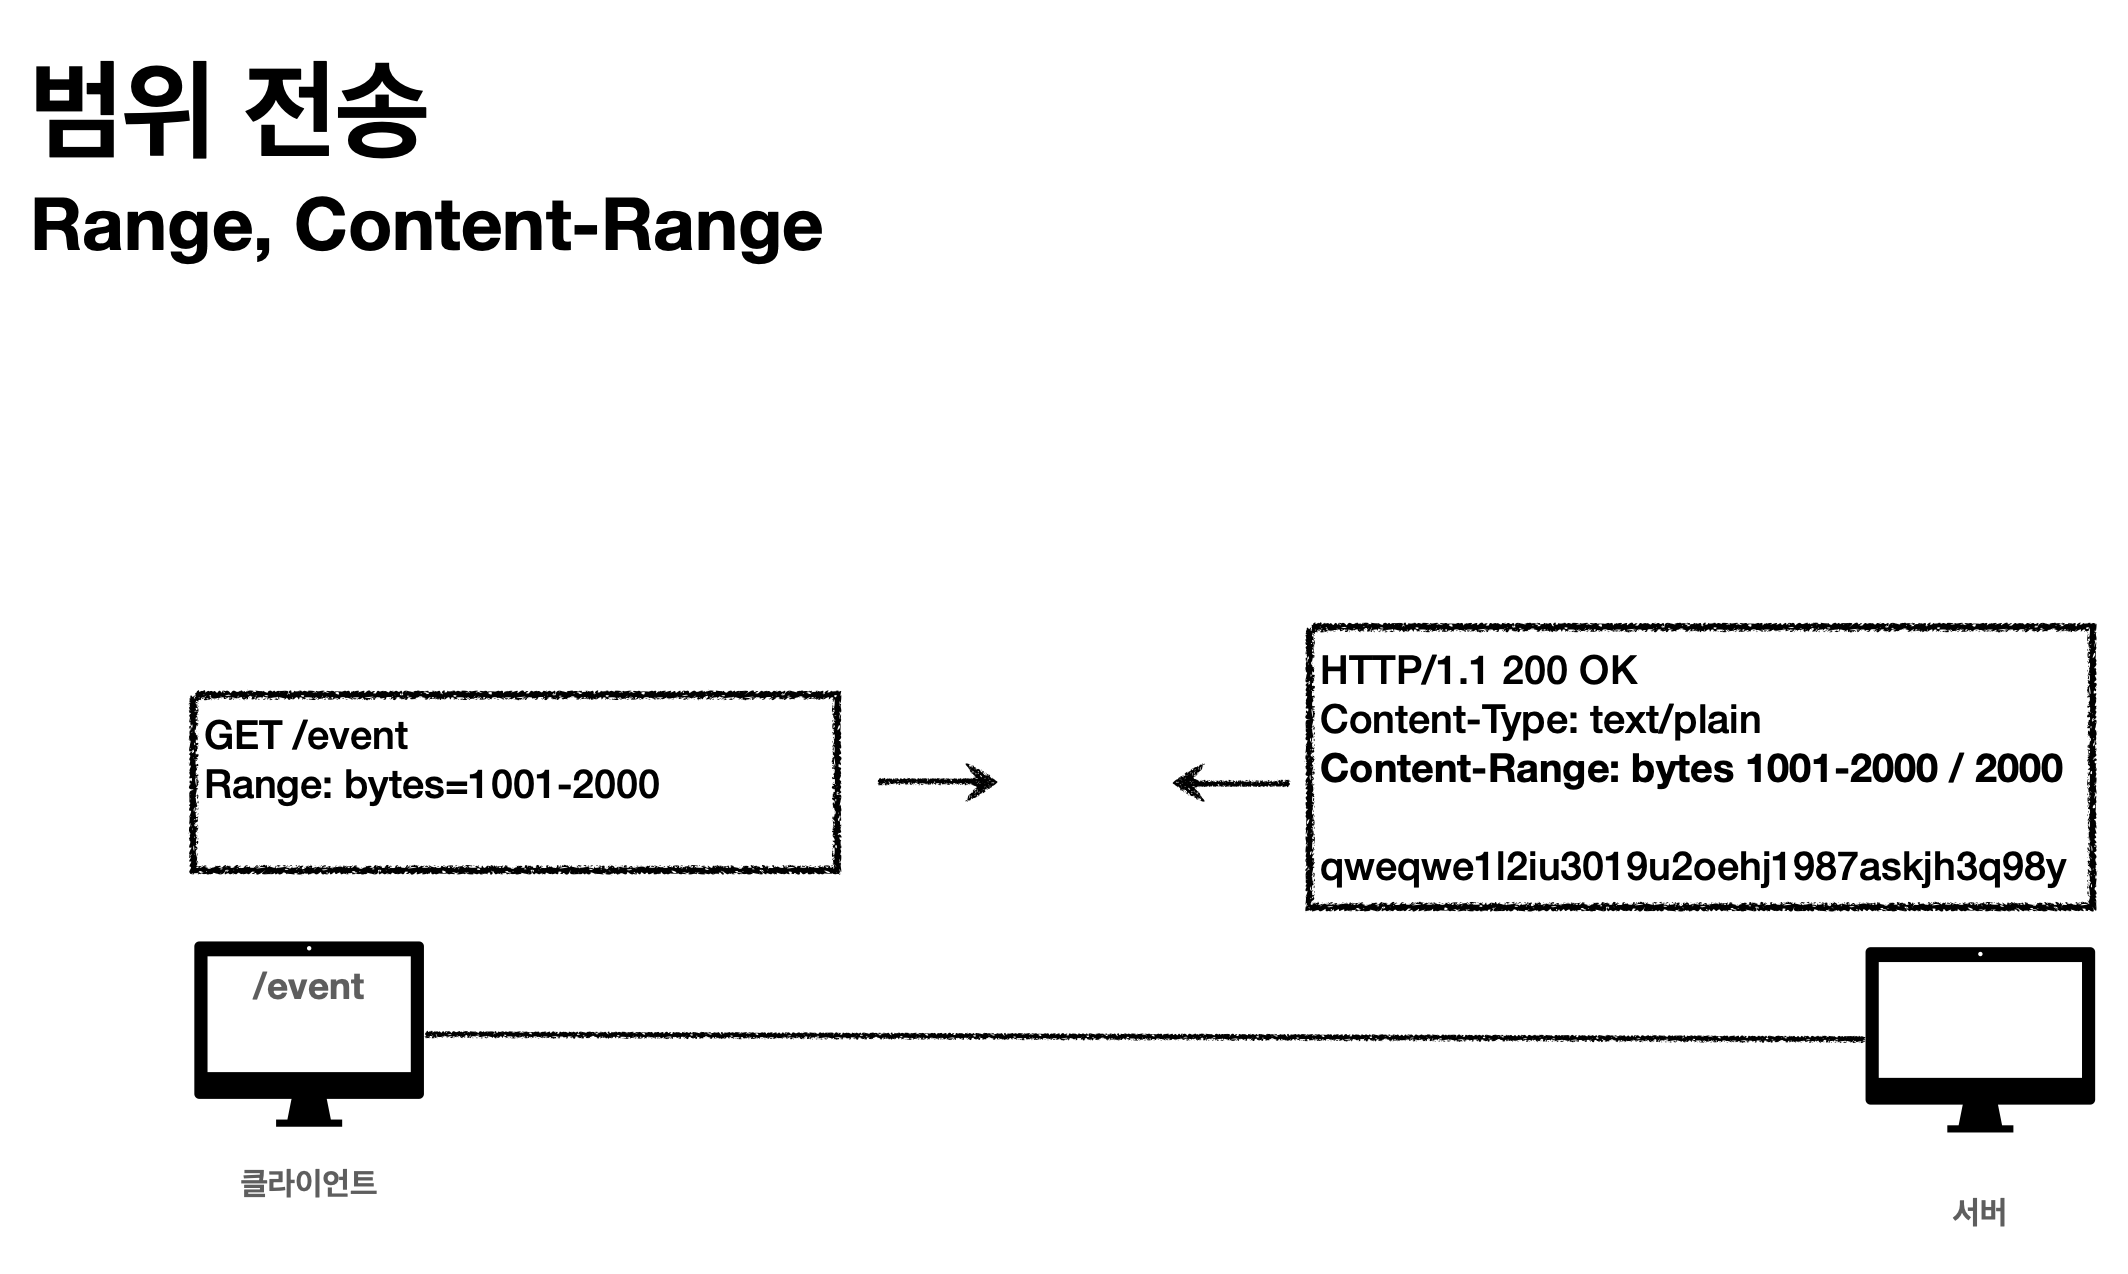 범위 전송
Range, Content-Range
GET /event
Range: bytes=1001-2000
HTTP/1.1 200 OK
Content-Type: text/plain
Content-Range: bytes 1001-2000 / 2000
qweqwe1l2iu3019u2oehj1987askjh3q98y
/event
클라이언트
서버